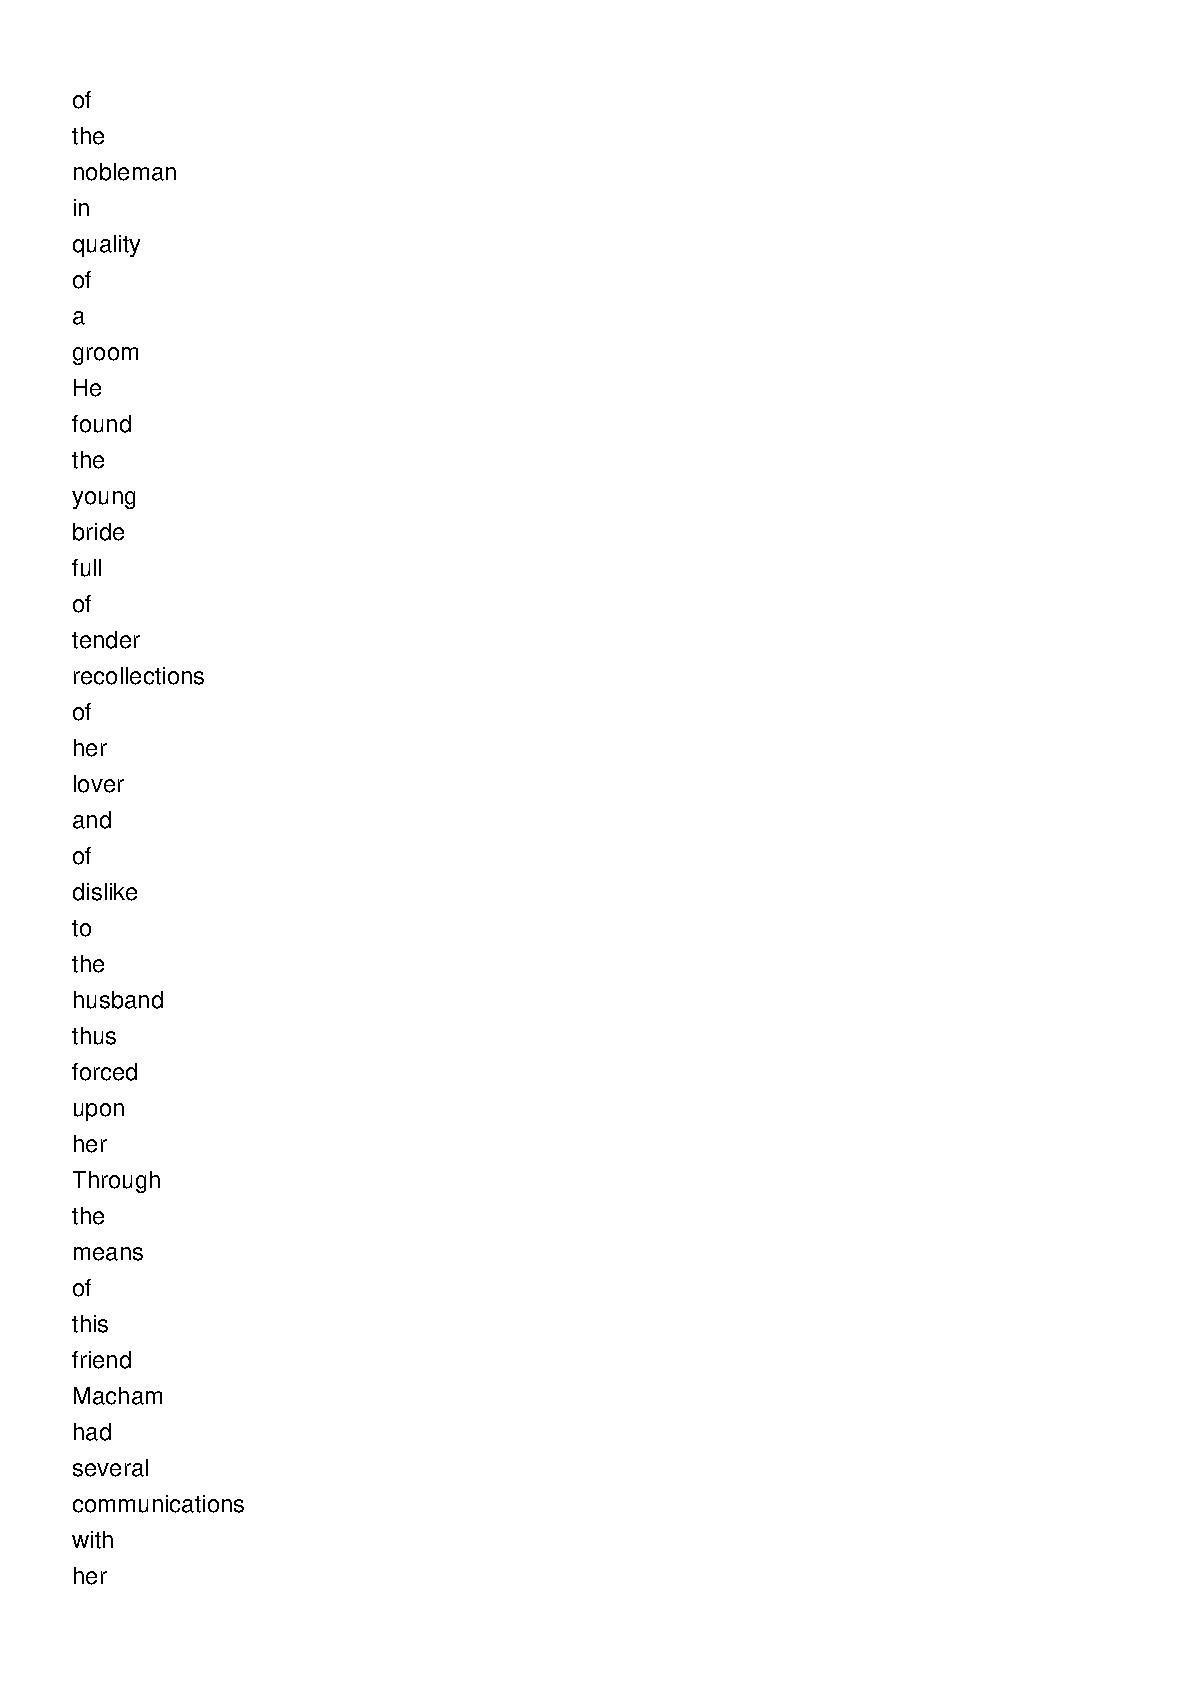 of
the
nobleman
in
quality
of
a
groom
He
found
the
young
bride
full
of
tender
recollections
of
her
lover
and
of
dislike
to
the
husband
thus
forced
upon
her
Through
the
means
of
this
friend
Macham
had
several
communications
with
her